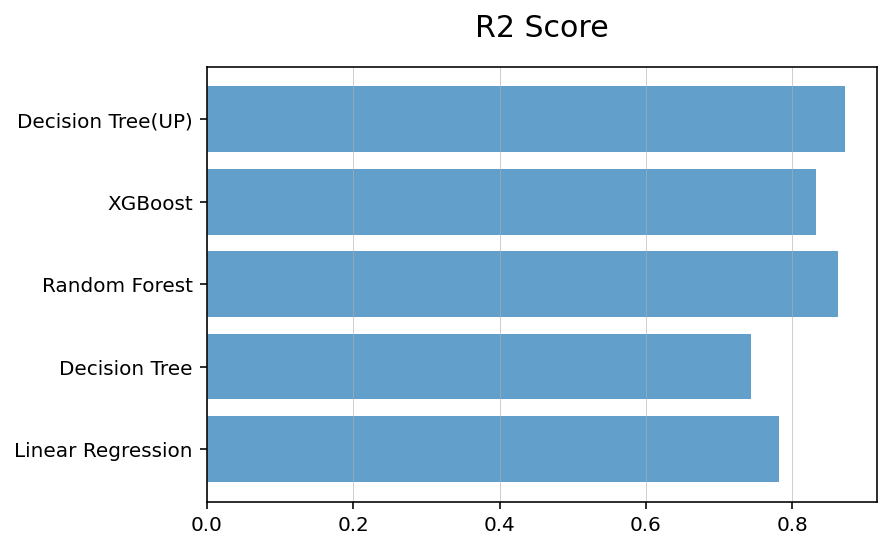 R2 Score
Decision Tree(UP)
XGBoost
Random Forest
Decision Tree
Linear Regression
0.0 0.2 0.4 0.6 0.8